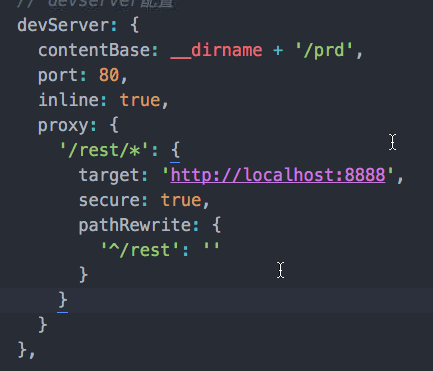 // devserver配置
devServer: {
  contentBase: __dirname + '/prd',
  port: 80,
  inline: true,
  proxy: {
    '/rest/*': {
      target: 'http://localhost:8888',
      secure: true,
      pathRewrite: {
        '^/rest': ''
      }
    }
  }
},